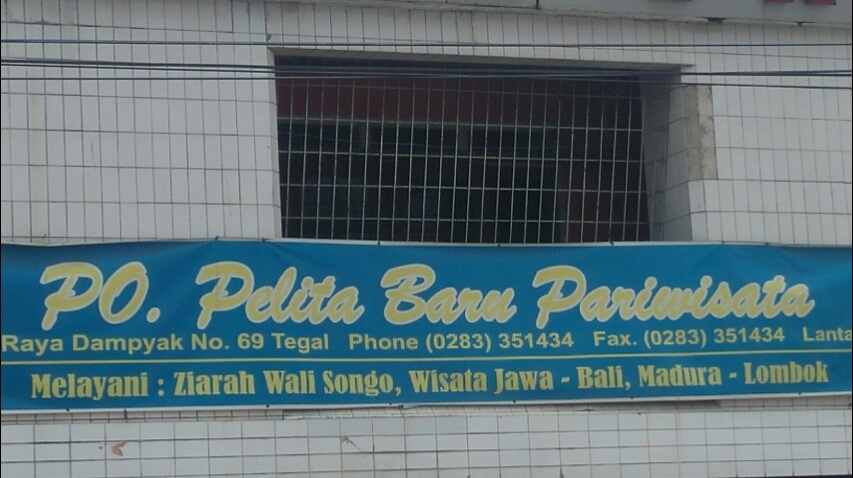 PO. Pelita Baru Pariwisata
Raya Dampyak No. 69 Tegal Phone (0283) 351434 Fax. (0283) 351434 Lanta
Melayani : Ziarah Wali Songo, Wisata Jawa - Bali, Madura - Lombok